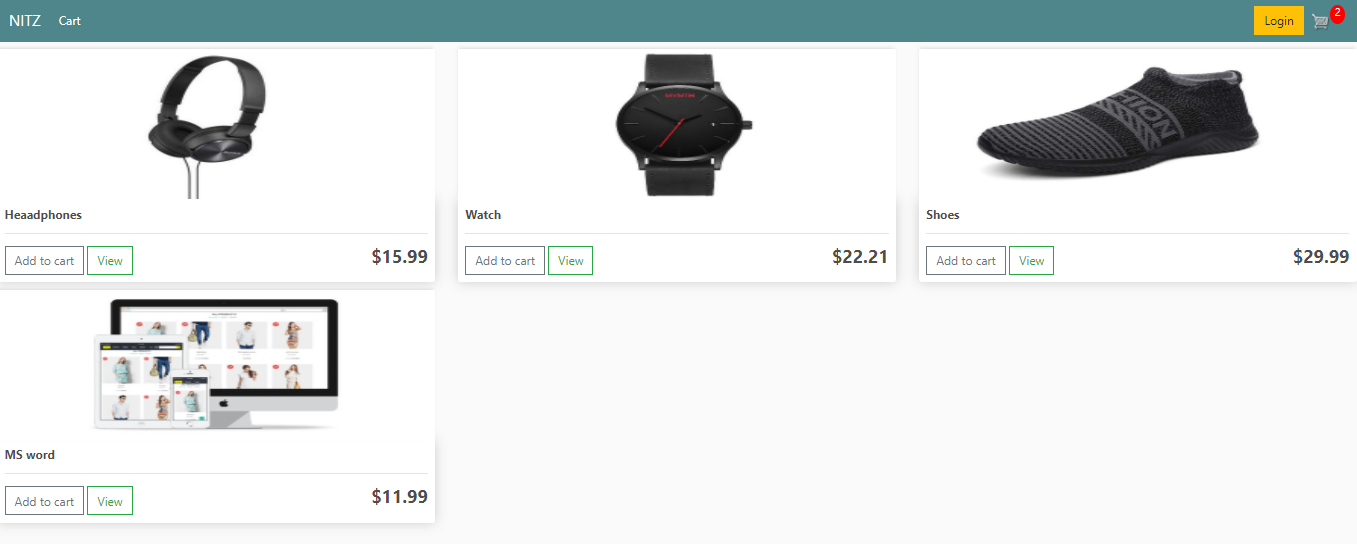 NITZ Cart Login 2
Heaadphones
Add to cart View $15.99
Watch
Add to cart View $22.21
Shoes
Add to cart View $29.99
MS word
Add to cart View $11.99